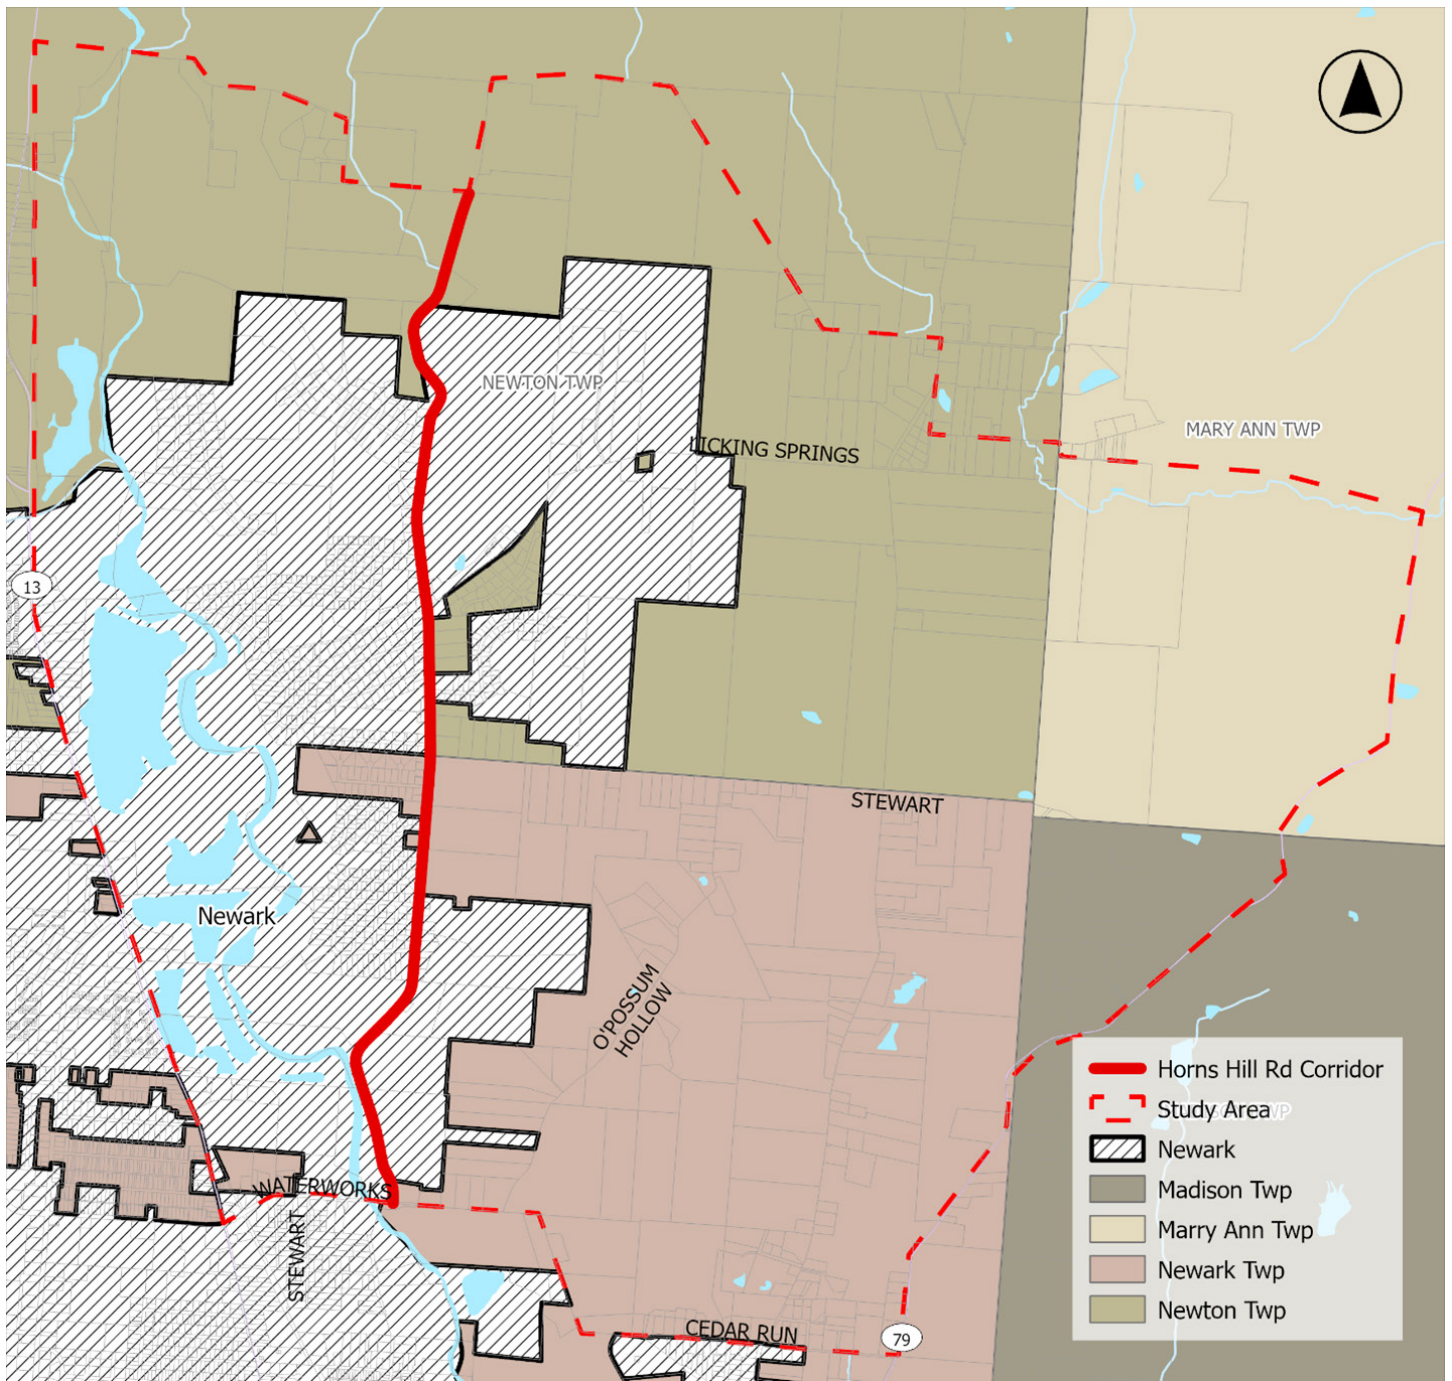 NEWTON TWP
MARY ANN TWP
LICKING SPRINGS
13
STEWART
Newark
O'POSSUM
HOLLOW
WATERWORKS
STEWART
CEDAR RUN
79
Horns Hill Rd Corridor
Study Area
Newark
Madison Twp
Marry Ann Twp
Newark Twp
Newton Twp